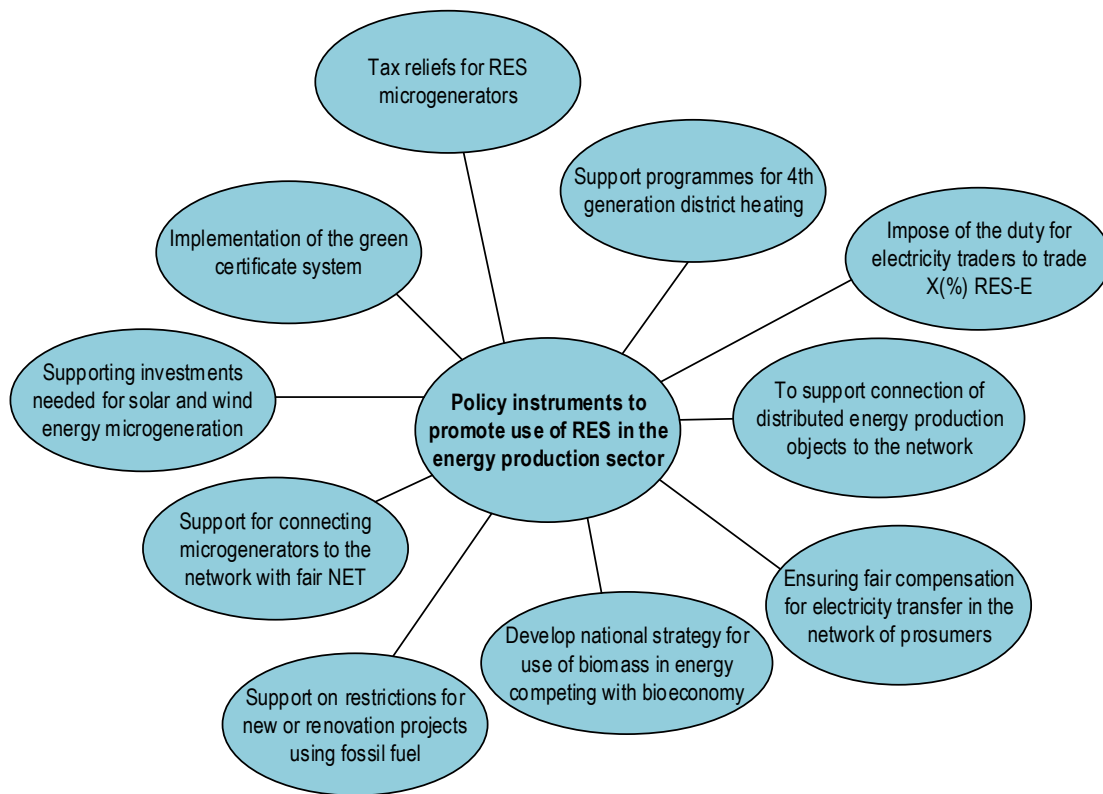 Tax reliefs for RES
microgenerators
Support programmes for 4th
generation district heating
Implementation of the green
certificate system
Impose of the duty for
electricity traders to trade
X(%) RES-E
Supporting investments
needed for solar and wind
energy microgeneration
Policy instruments to
promote use of RES in the
energy production sector
To support connection of
distributed energy production
objects to the network
Support for connecting
microgenerators to the
network with fair NET
Ensuring fair compensation
for electricity transfer in the
network of prosumers
Develop national strategy for
use of biomass in energy
competing with bioeconomy
Support on restrictions for
new or renovation projects
using fossil fuel